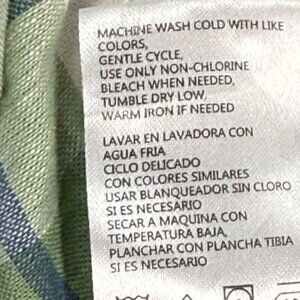 MACHINE WASH COLD WITH LIKE
COLORS,
GENTLE CYCLE,
USE ONLY NON-CHLORINE
BLEACH WHEN NEEDED,
TUMBLE DRY LOW,
WARM IRON IF NEEDED
LAVAR EN LAVADORA CON
AGUA FRIA
CICLO DELICADO
CON COLORES SIMILARES
USAR BLANQUEADOR SIN CLORO
SI ES NECESARIO
SECAR A MAQUINA CON
TEMPERATURA BAJA,
PLANCHAR CON PLANCHA TIBIA
SI ES NECESARIO